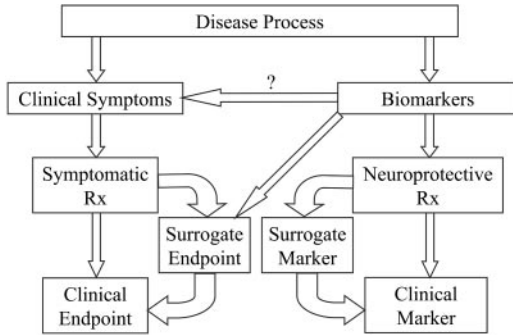 Disease Process
?
Clinical Symptoms
Biomarkers
Symptomatic
Rx
Neuroprotective
Rx
Surrogate
Endpoint
Surrogate
Marker
Clinical
Endpoint
Clinical
Marker